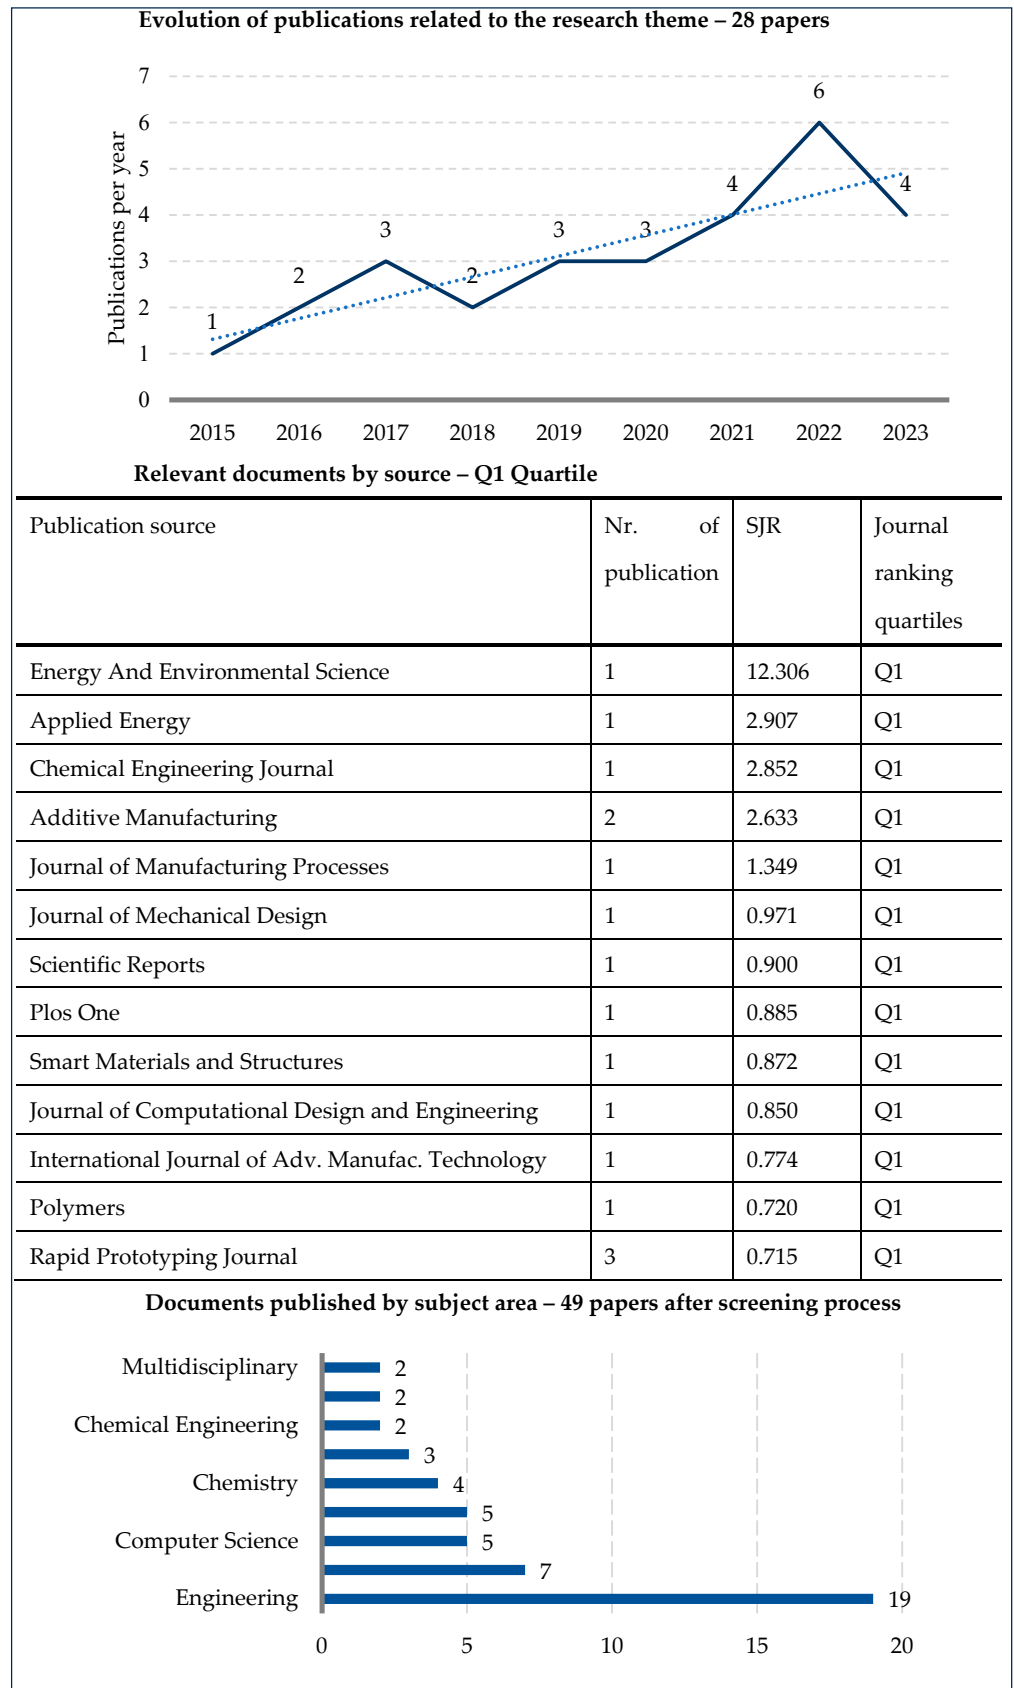 Evolution of publications related to the research theme – 28 papers
Publications per year
7
6
5
4
3
2
1
0
1
2
3
2
3
3
4
6
4
2015 2016 2017 2018 2019 2020 2021 2022 2023
Relevant documents by source – Q1 Quartile
Publication source Nr. of publication SJR Journal ranking quartiles
Energy And Environmental Science 1 12.306 Q1
Applied Energy 1 2.907 Q1
Chemical Engineering Journal 1 2.852 Q1
Additive Manufacturing 2 2.633 Q1
Journal of Manufacturing Processes 1 1.349 Q1
Journal of Mechanical Design 1 0.971 Q1
Scientific Reports 1 0.900 Q1
Plos One 1 0.885 Q1
Smart Materials and Structures 1 0.872 Q1
Journal of Computational Design and Engineering 1 0.850 Q1
International Journal of Adv. Manufac. Technology 1 0.774 Q1
Polymers 1 0.720 Q1
Rapid Prototyping Journal 3 0.715 Q1
Documents published by subject area – 49 papers after screening process
Multidisciplinary 2
2
Chemical Engineering 2
3
Chemistry 4
5
Computer Science 5
7
Engineering 19
0 5 10 15 20